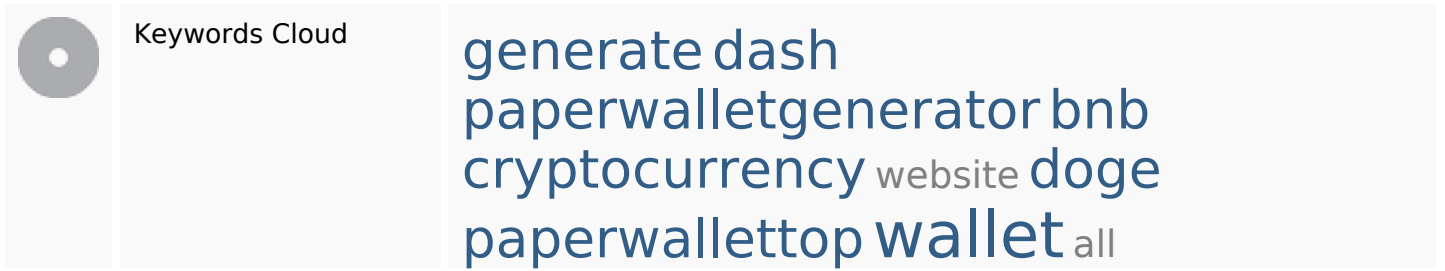 Keywords Cloud
generate dash
paperwalletgenerator bnb
cryptocurrency website doge
paperwallettop wallet all